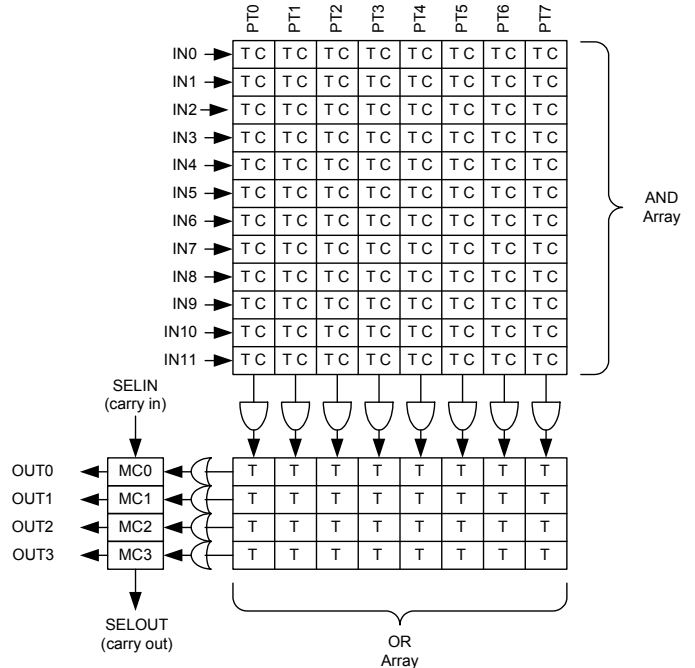 PT0 PT1 PT2 PT3 PT4 PT5 PT6 PT7
IN0 T C T C T C T C T C T C T C T C
IN1 T C T C T C T C T C T C T C T C
IN2 T C T C T C T C T C T C T C T C
IN3 T C T C T C T C T C T C T C T C
IN4 T C T C T C T C T C T C T C T C
IN5 T C T C T C T C T C T C T C T C
IN6 T C T C T C T C T C T C T C T C
IN7 T C T C T C T C T C T C T C T C
IN8 T C T C T C T C T C T C T C T C
IN9 T C T C T C T C T C T C T C T C
IN10 T C T C T C T C T C T C T C T C
IN11 T C T C T C T C T C T C T C T C
AND
Array
SELIN
(carry in)
OUT0 MC0 T T T T T T T T
OUT1 MC1 T T T T T T T T
OUT2 MC2 T T T T T T T T
OUT3 MC3 T T T T T T T T
SELOUT
(carry out)
OR
Array